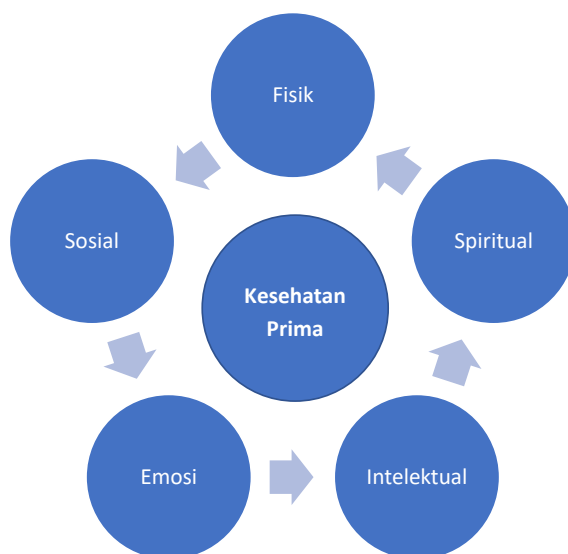 Fisik
Sosial
Spiritual
Kesehatan
Prima
Emosi
Intelektual